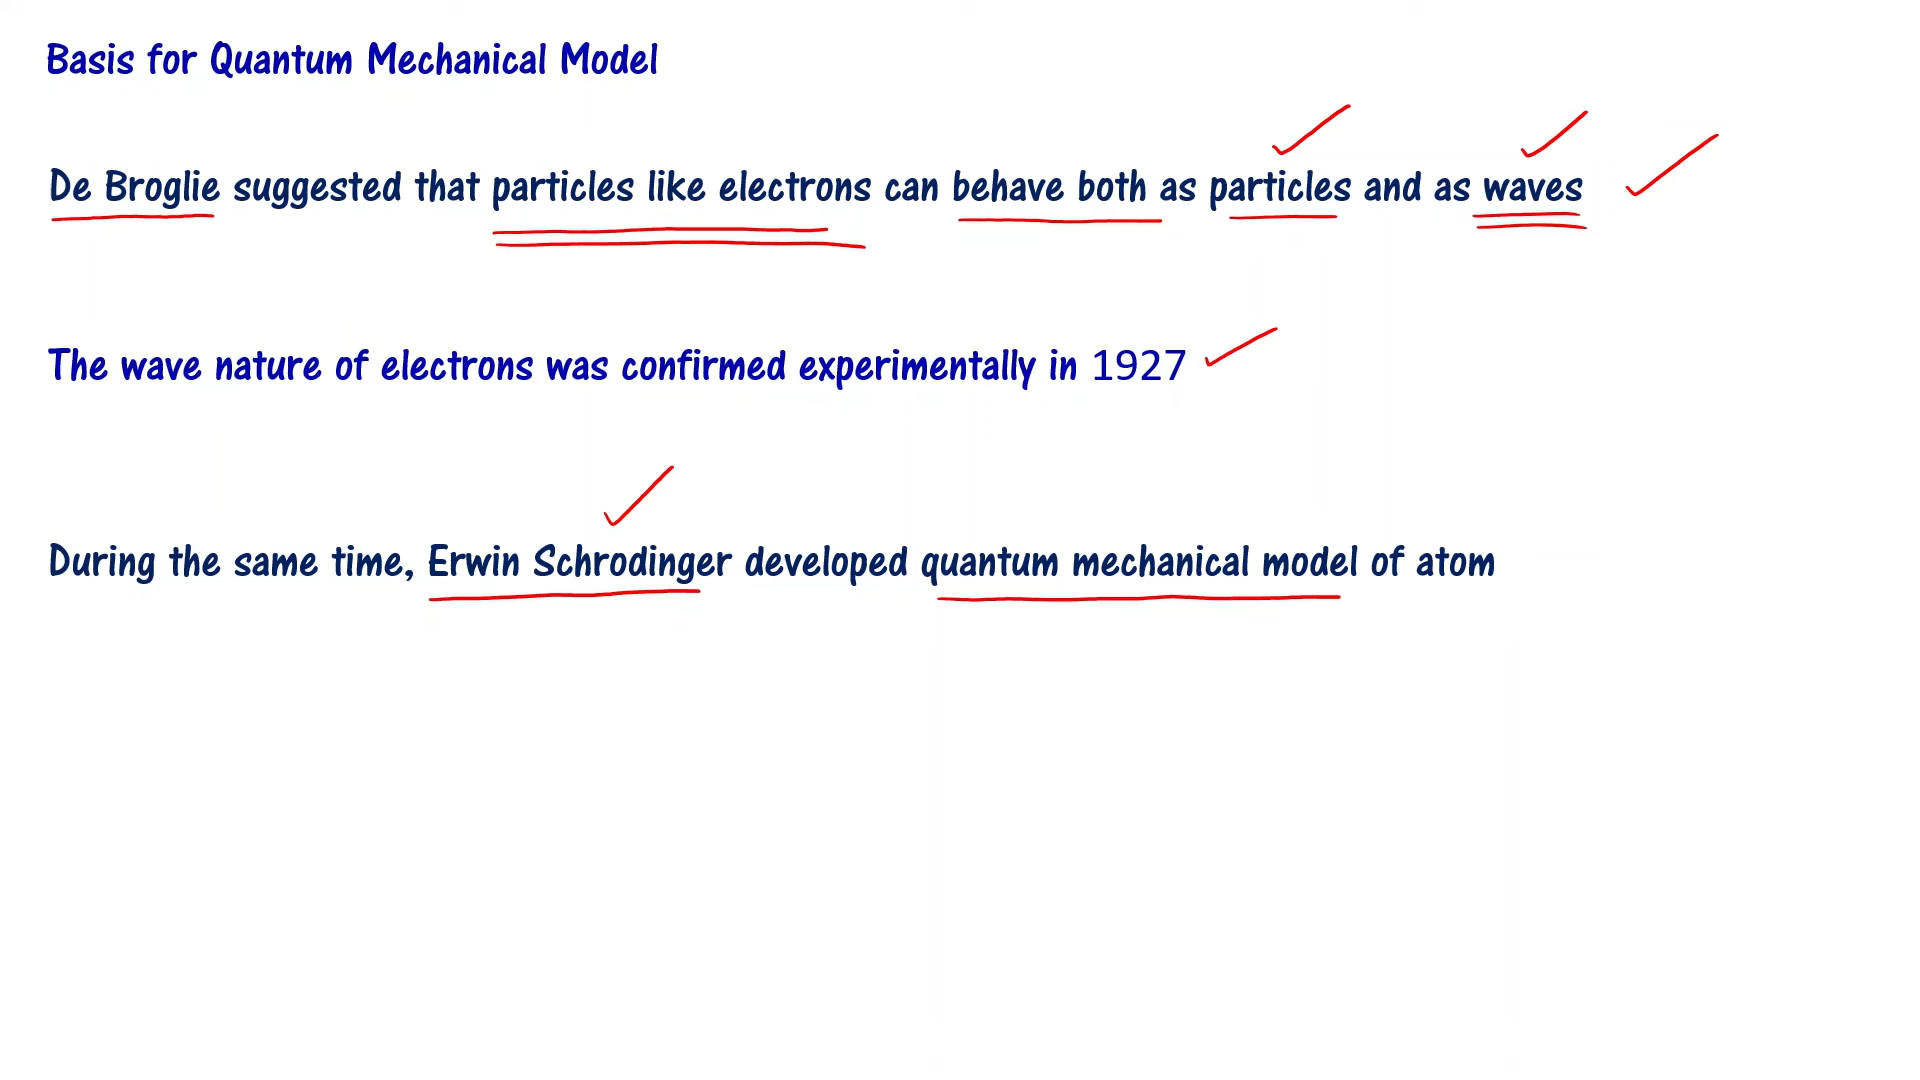 Basis for Quantum Mechanical Model
De Broglie suggested that particles like electrons can behave both as particles and as waves
The wave nature of electrons was confirmed experimentally in 1927
During the same time, Erwin Schrodinger developed quantum mechanical model of atom